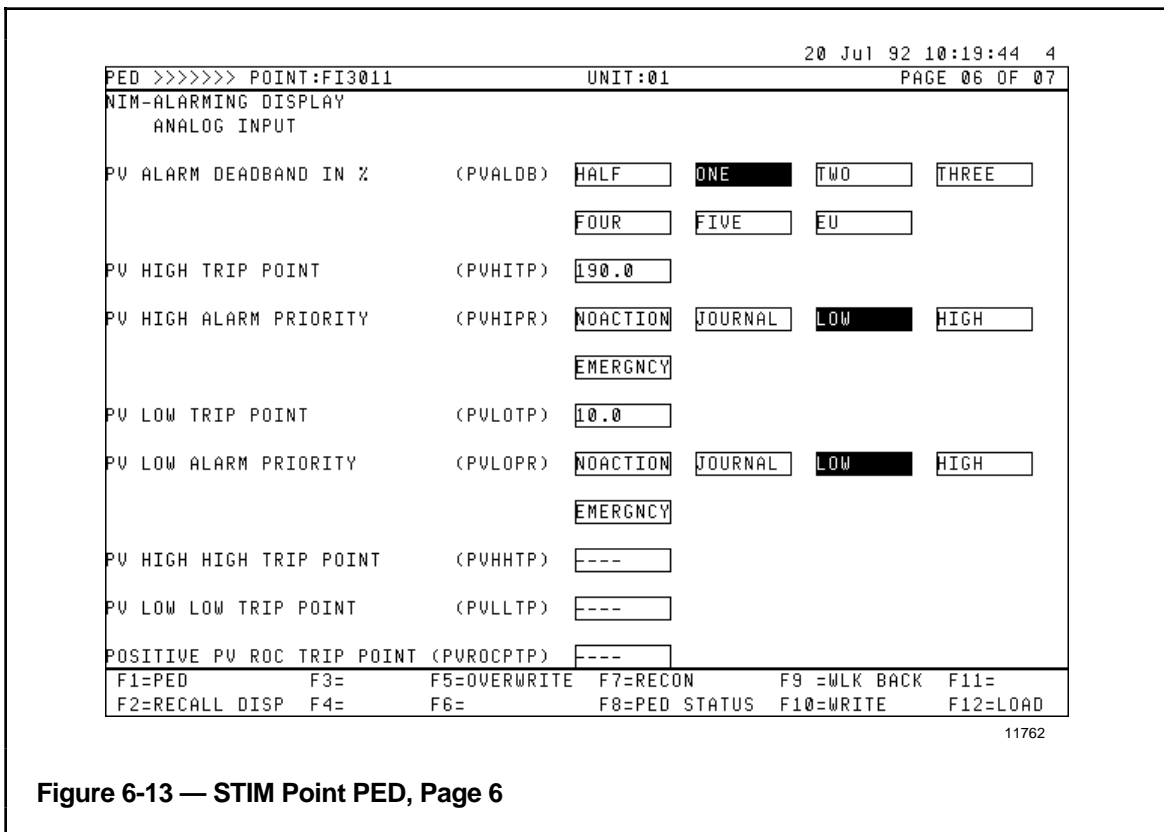 20 Jul 92 10:19:44 4
PED >>>>>>> POINT:FI3011 UNIT:01 PAGE 06 OF 07
NIM-ALARMING DISPLAY
ANALOG INPUT
PV ALARM DEADBAND IN % (PVALDB) HALF ONE TWO THREE
FOUR FIVE EU
PV HIGH TRIP POINT (PVHITP) 190.0
PV HIGH ALARM PRIORITY (PVHIPR) NOACTION JOURNAL LOW HIGH
EMERGNCY
PV LOW TRIP POINT (PVLOTP) 10.0
PV LOW ALARM PRIORITY (PVLOPR) NOACTION JOURNAL LOW HIGH
EMERGNCY
PV HIGH HIGH TRIP POINT (PVHHTP) ----
PV LOW LOW TRIP POINT (PVLLTP) ----
POSITIVE PV ROC TRIP POINT (PVROCPTP) ----
F1=PED F3= F5=OVERWRITE F7=RECON F9 =WLK BACK F11=
F2=RECALL DISP F4= F6= F8=PED STATUS F10=WRITE F12=LOAD
11762
Figure 6-13 — STIM Point PED, Page 6